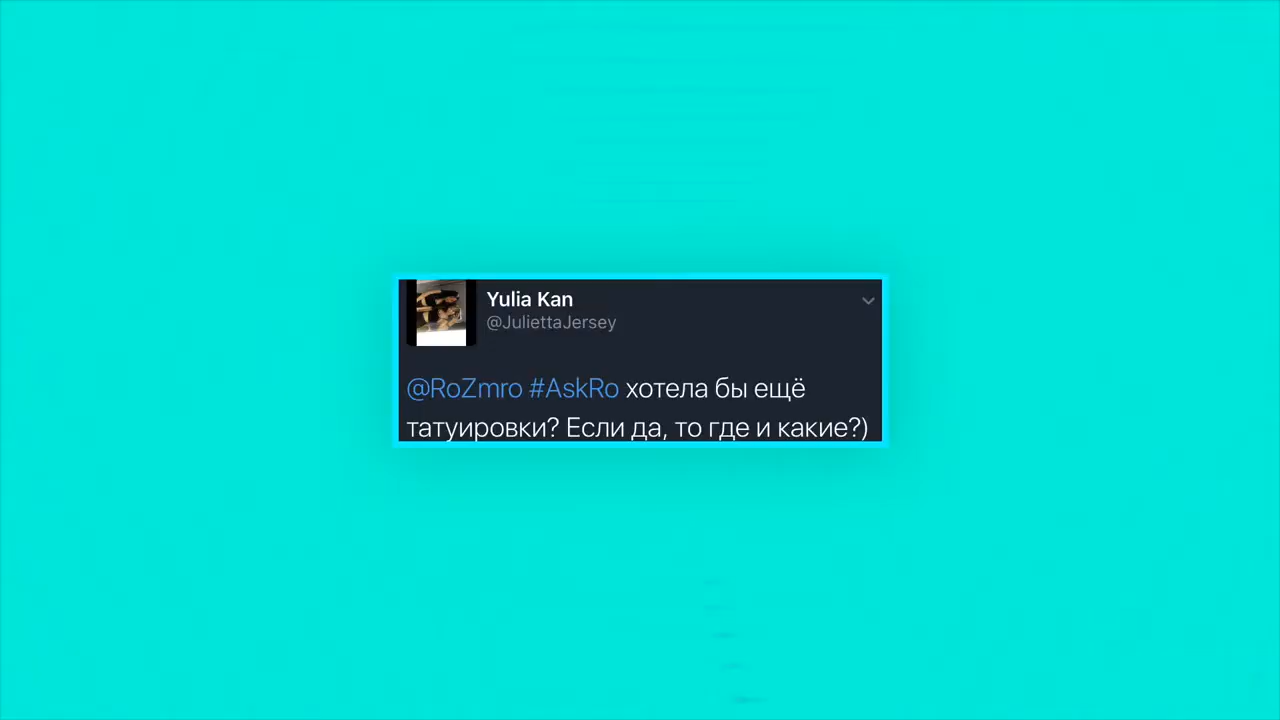 Yulia Kan
@JuliettaJersey
@RoZmro #AskRo хотела бы ещё
татуировки? Если да, то где и какие?)